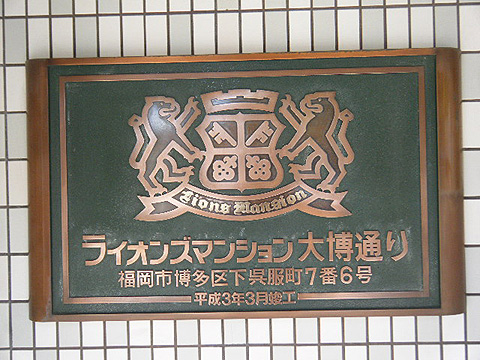 Lions Mansion
ライオンズマンション大博通り
福岡市博多区下呉服町7番6号
平成3年3月竣工